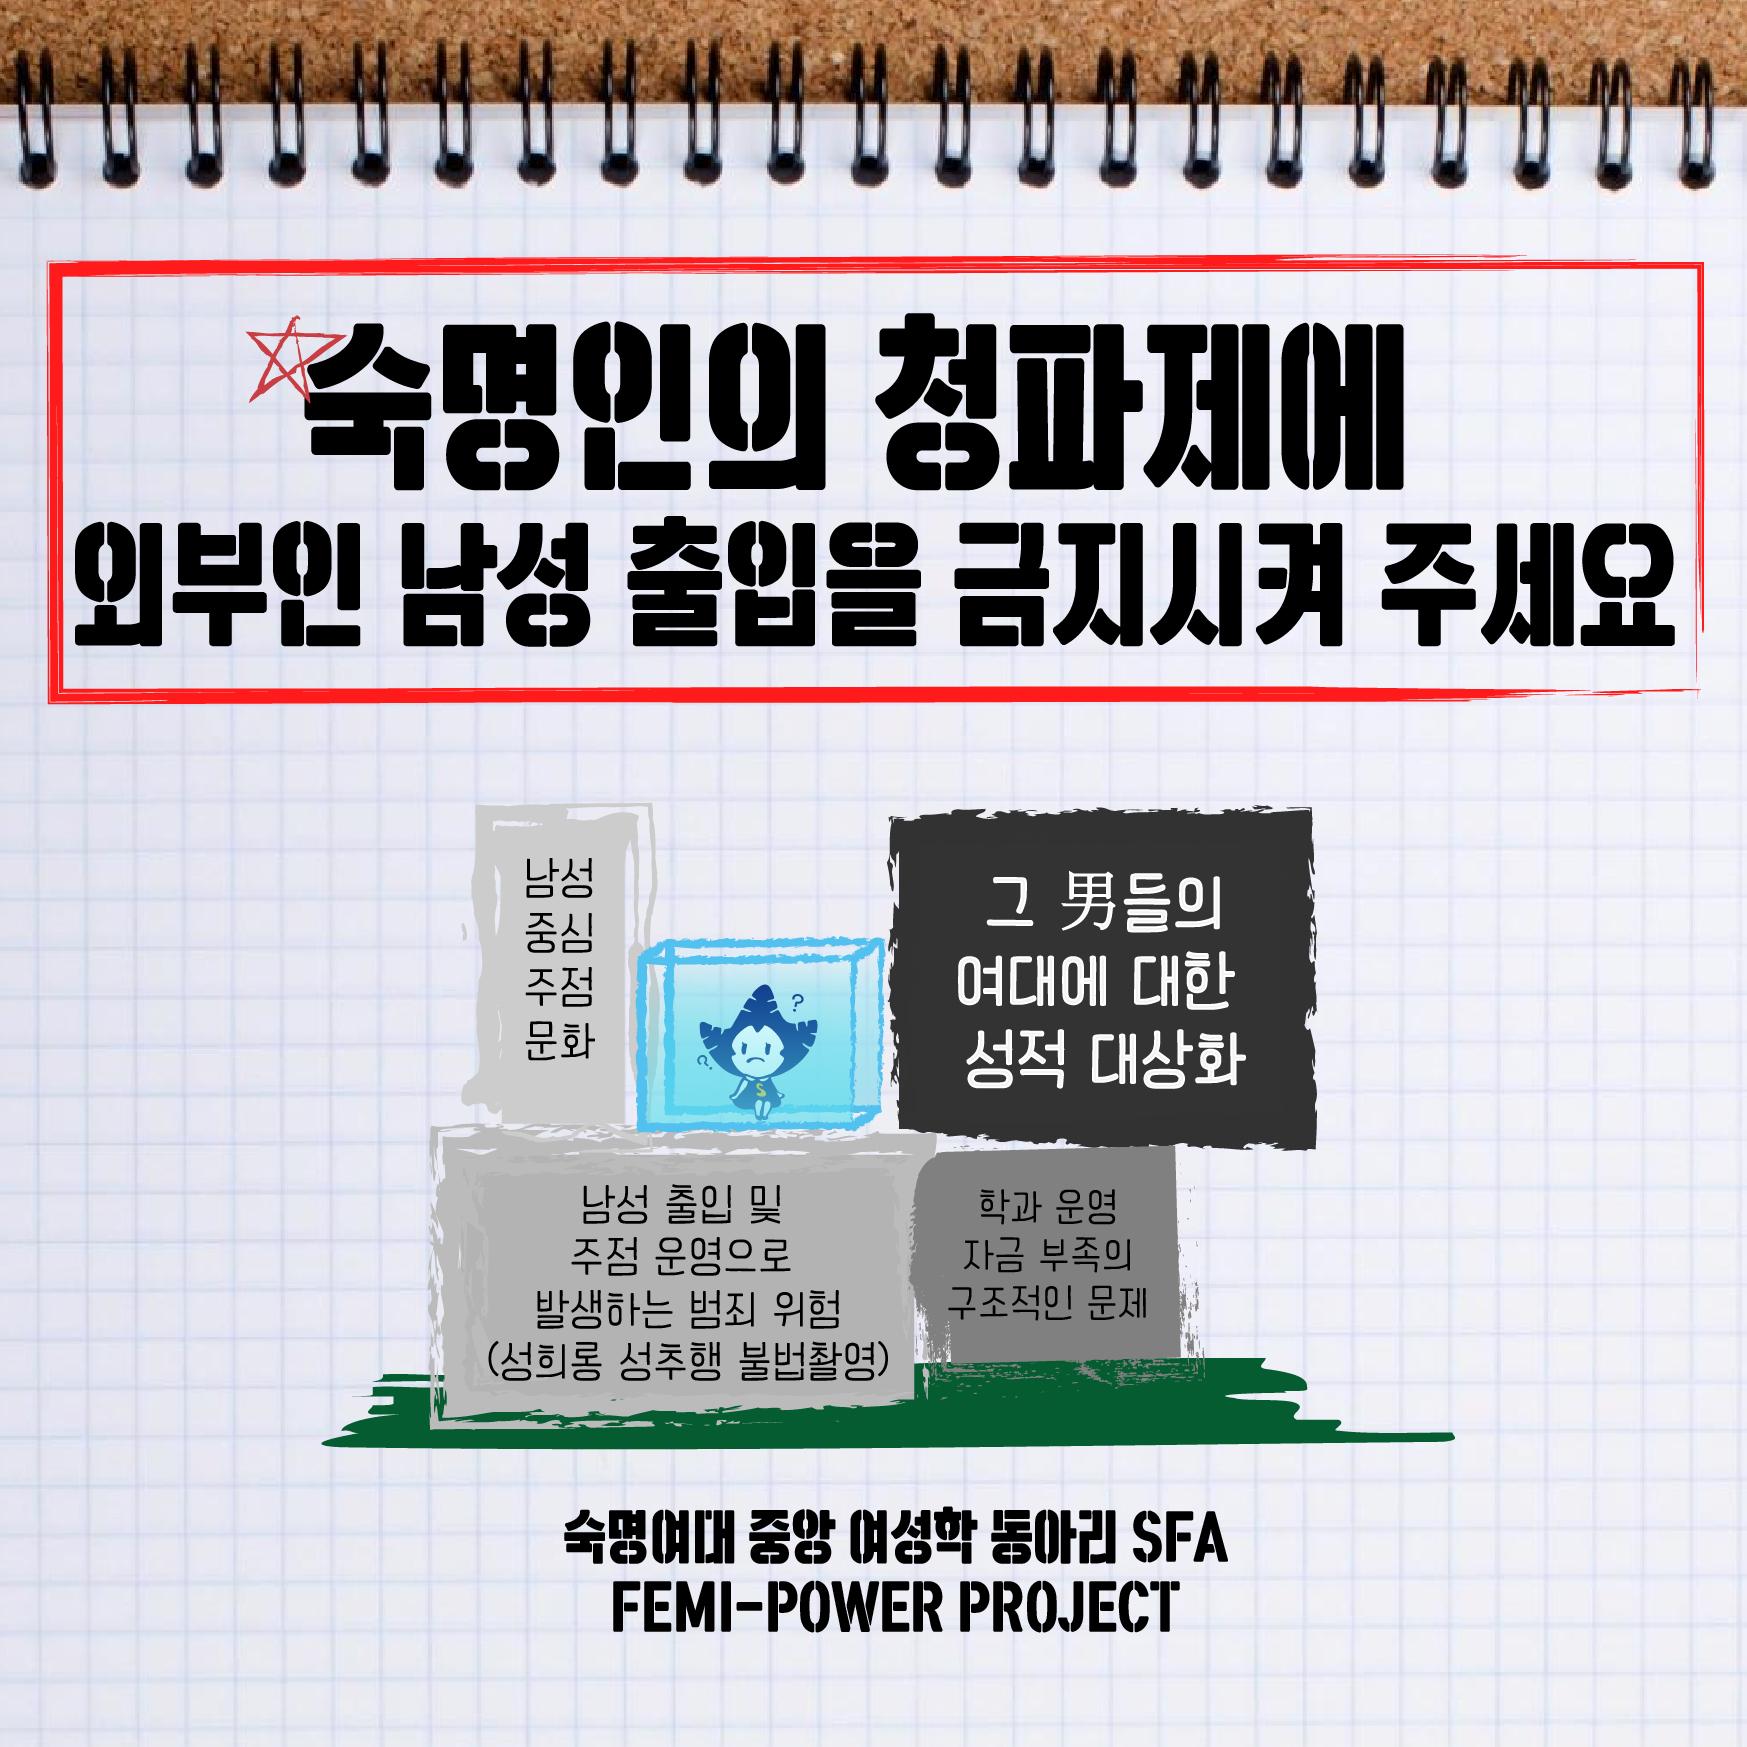 숙명인의 청파제에
외부인 남성 출입을 금지시켜 주세요
남성
중심
주점
문화
?
?
S
그 男들의
여대에 대한
성적 대상화
남성 출입 및
주점 운영으로
발생하는 범죄 위험
(성희롱 성추행 불법촬영)
학과 운영
자금 부족의
구조적인 문제
숙명여대 중앙 여성학 동아리 SFA
FEMI-POWER PROJECT